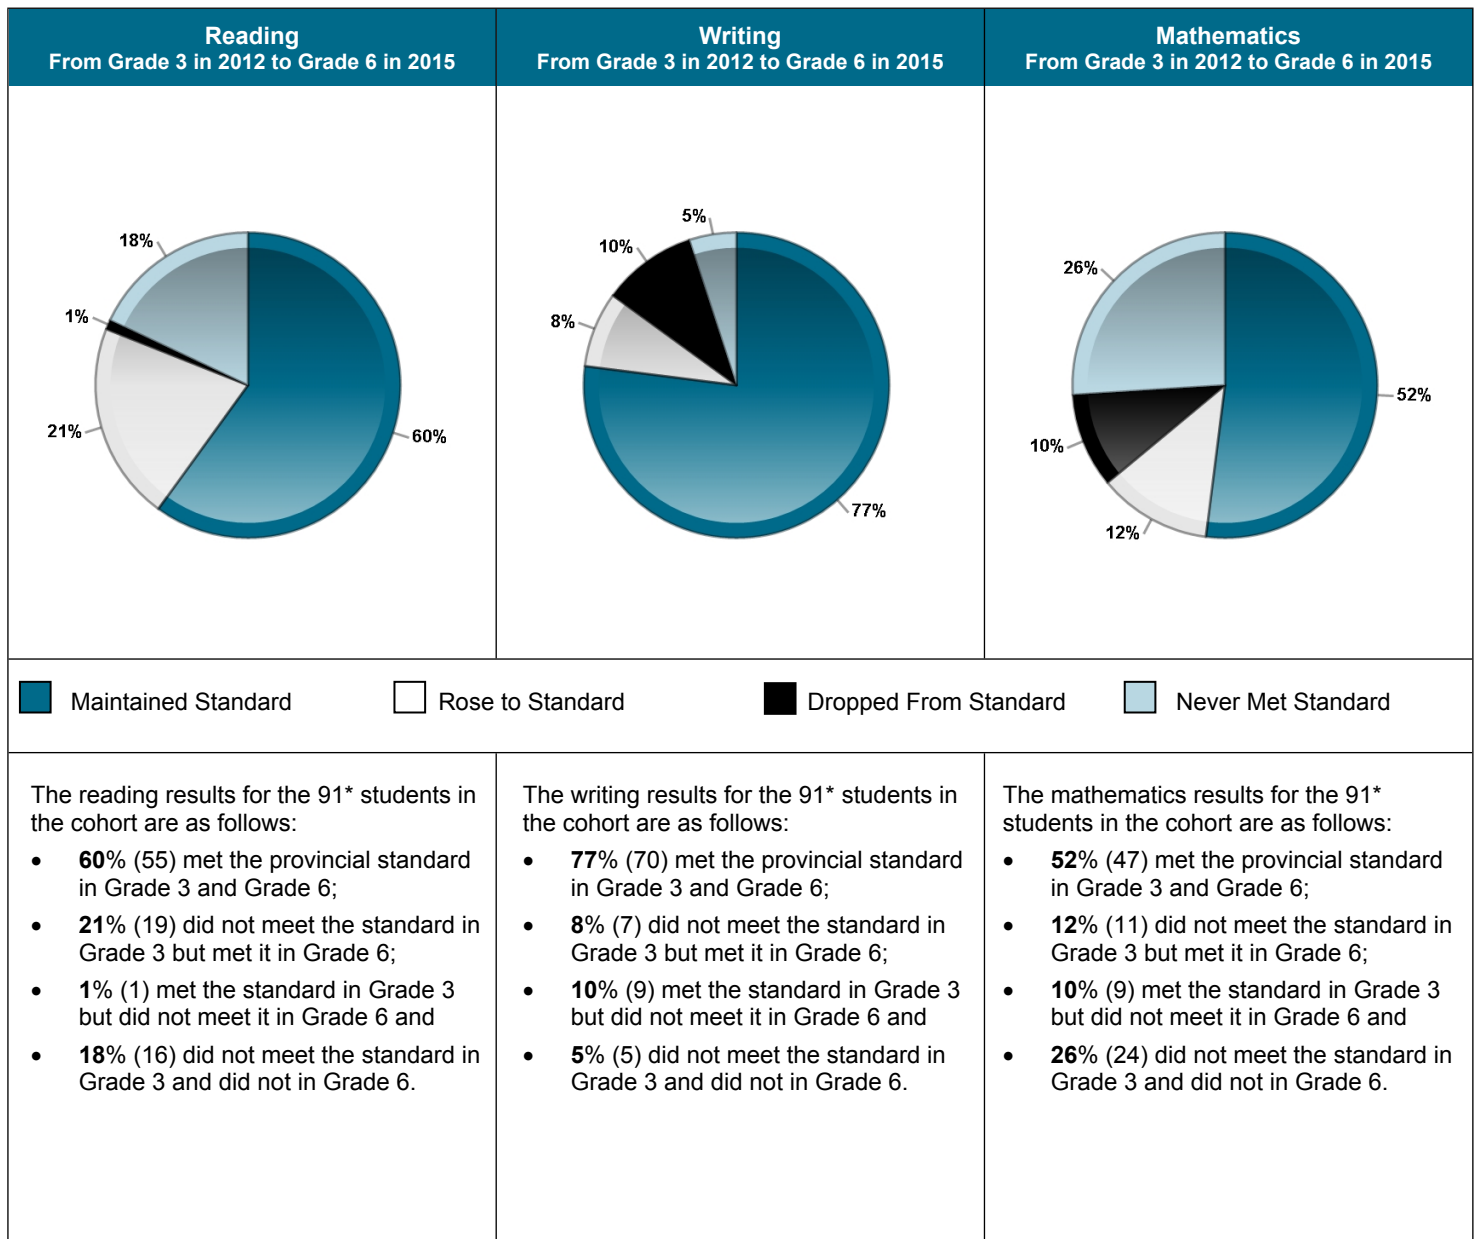 Reading
From Grade 3 in 2012 to Grade 6 in 2015
Writing
From Grade 3 in 2012 to Grade 6 in 2015
Mathematics
From Grade 3 in 2012 to Grade 6 in 2015
18%
1%
21%
60%
5%
10%
8%
77%
26%
10%
12%
52%
Maintained Standard
Rose to Standard
Dropped From Standard
Never Met Standard
The reading results for the 91* students in
the cohort are as follows:
• 60% (55) met the provincial standard
in Grade 3 and Grade 6;
• 21% (19) did not meet the standard in
Grade 3 but met it in Grade 6;
• 1% (1) met the standard in Grade 3
but did not meet it in Grade 6 and
• 18% (16) did not meet the standard in
Grade 3 and did not in Grade 6.
The writing results for the 91* students in
the cohort are as follows:
• 77% (70) met the provincial standard
in Grade 3 and Grade 6;
• 8% (7) did not meet the standard in
Grade 3 but met it in Grade 6;
• 10% (9) met the standard in Grade 3
but did not meet it in Grade 6 and
• 5% (5) did not meet the standard in
Grade 3 and did not in Grade 6.
The mathematics results for the 91*
students in the cohort are as follows:
• 52% (47) met the provincial standard
in Grade 3 and Grade 6;
• 12% (11) did not meet the standard in
Grade 3 but met it in Grade 6;
• 10% (9) met the standard in Grade 3
but did not meet it in Grade 6 and
• 26% (24) did not meet the standard in
Grade 3 and did not in Grade 6.